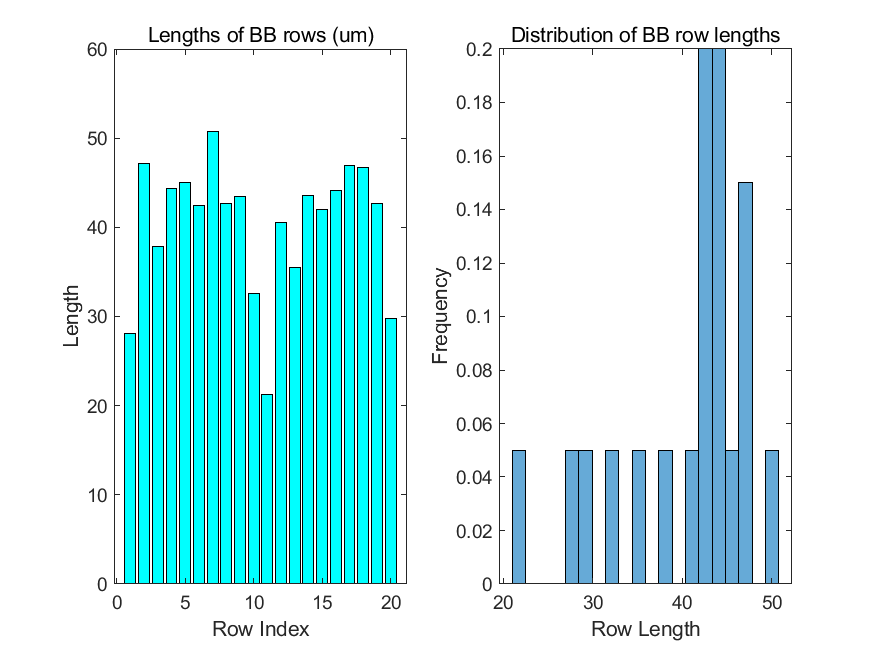 Lengths of BB rows (um)
60
50
40
30
20
10
0
Length
0 5 10 15 20
Row Index
Distribution of BB row lengths
0.2
0.18
0.16
0.14
0.12
0.1
0.08
0.06
0.04
0.02
0
Frequency
20 30 40 50
Row Length